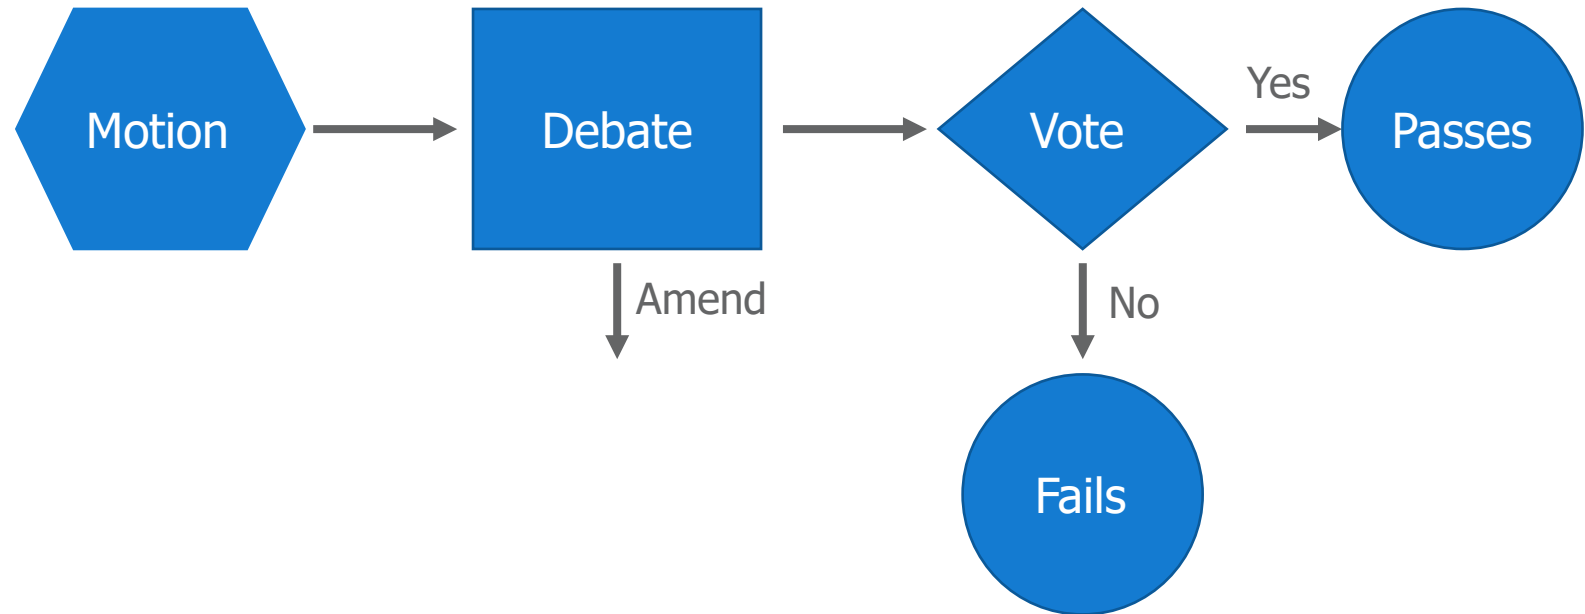 Motion
Debate
Vote
Yes
Passes
Amend
No
Fails